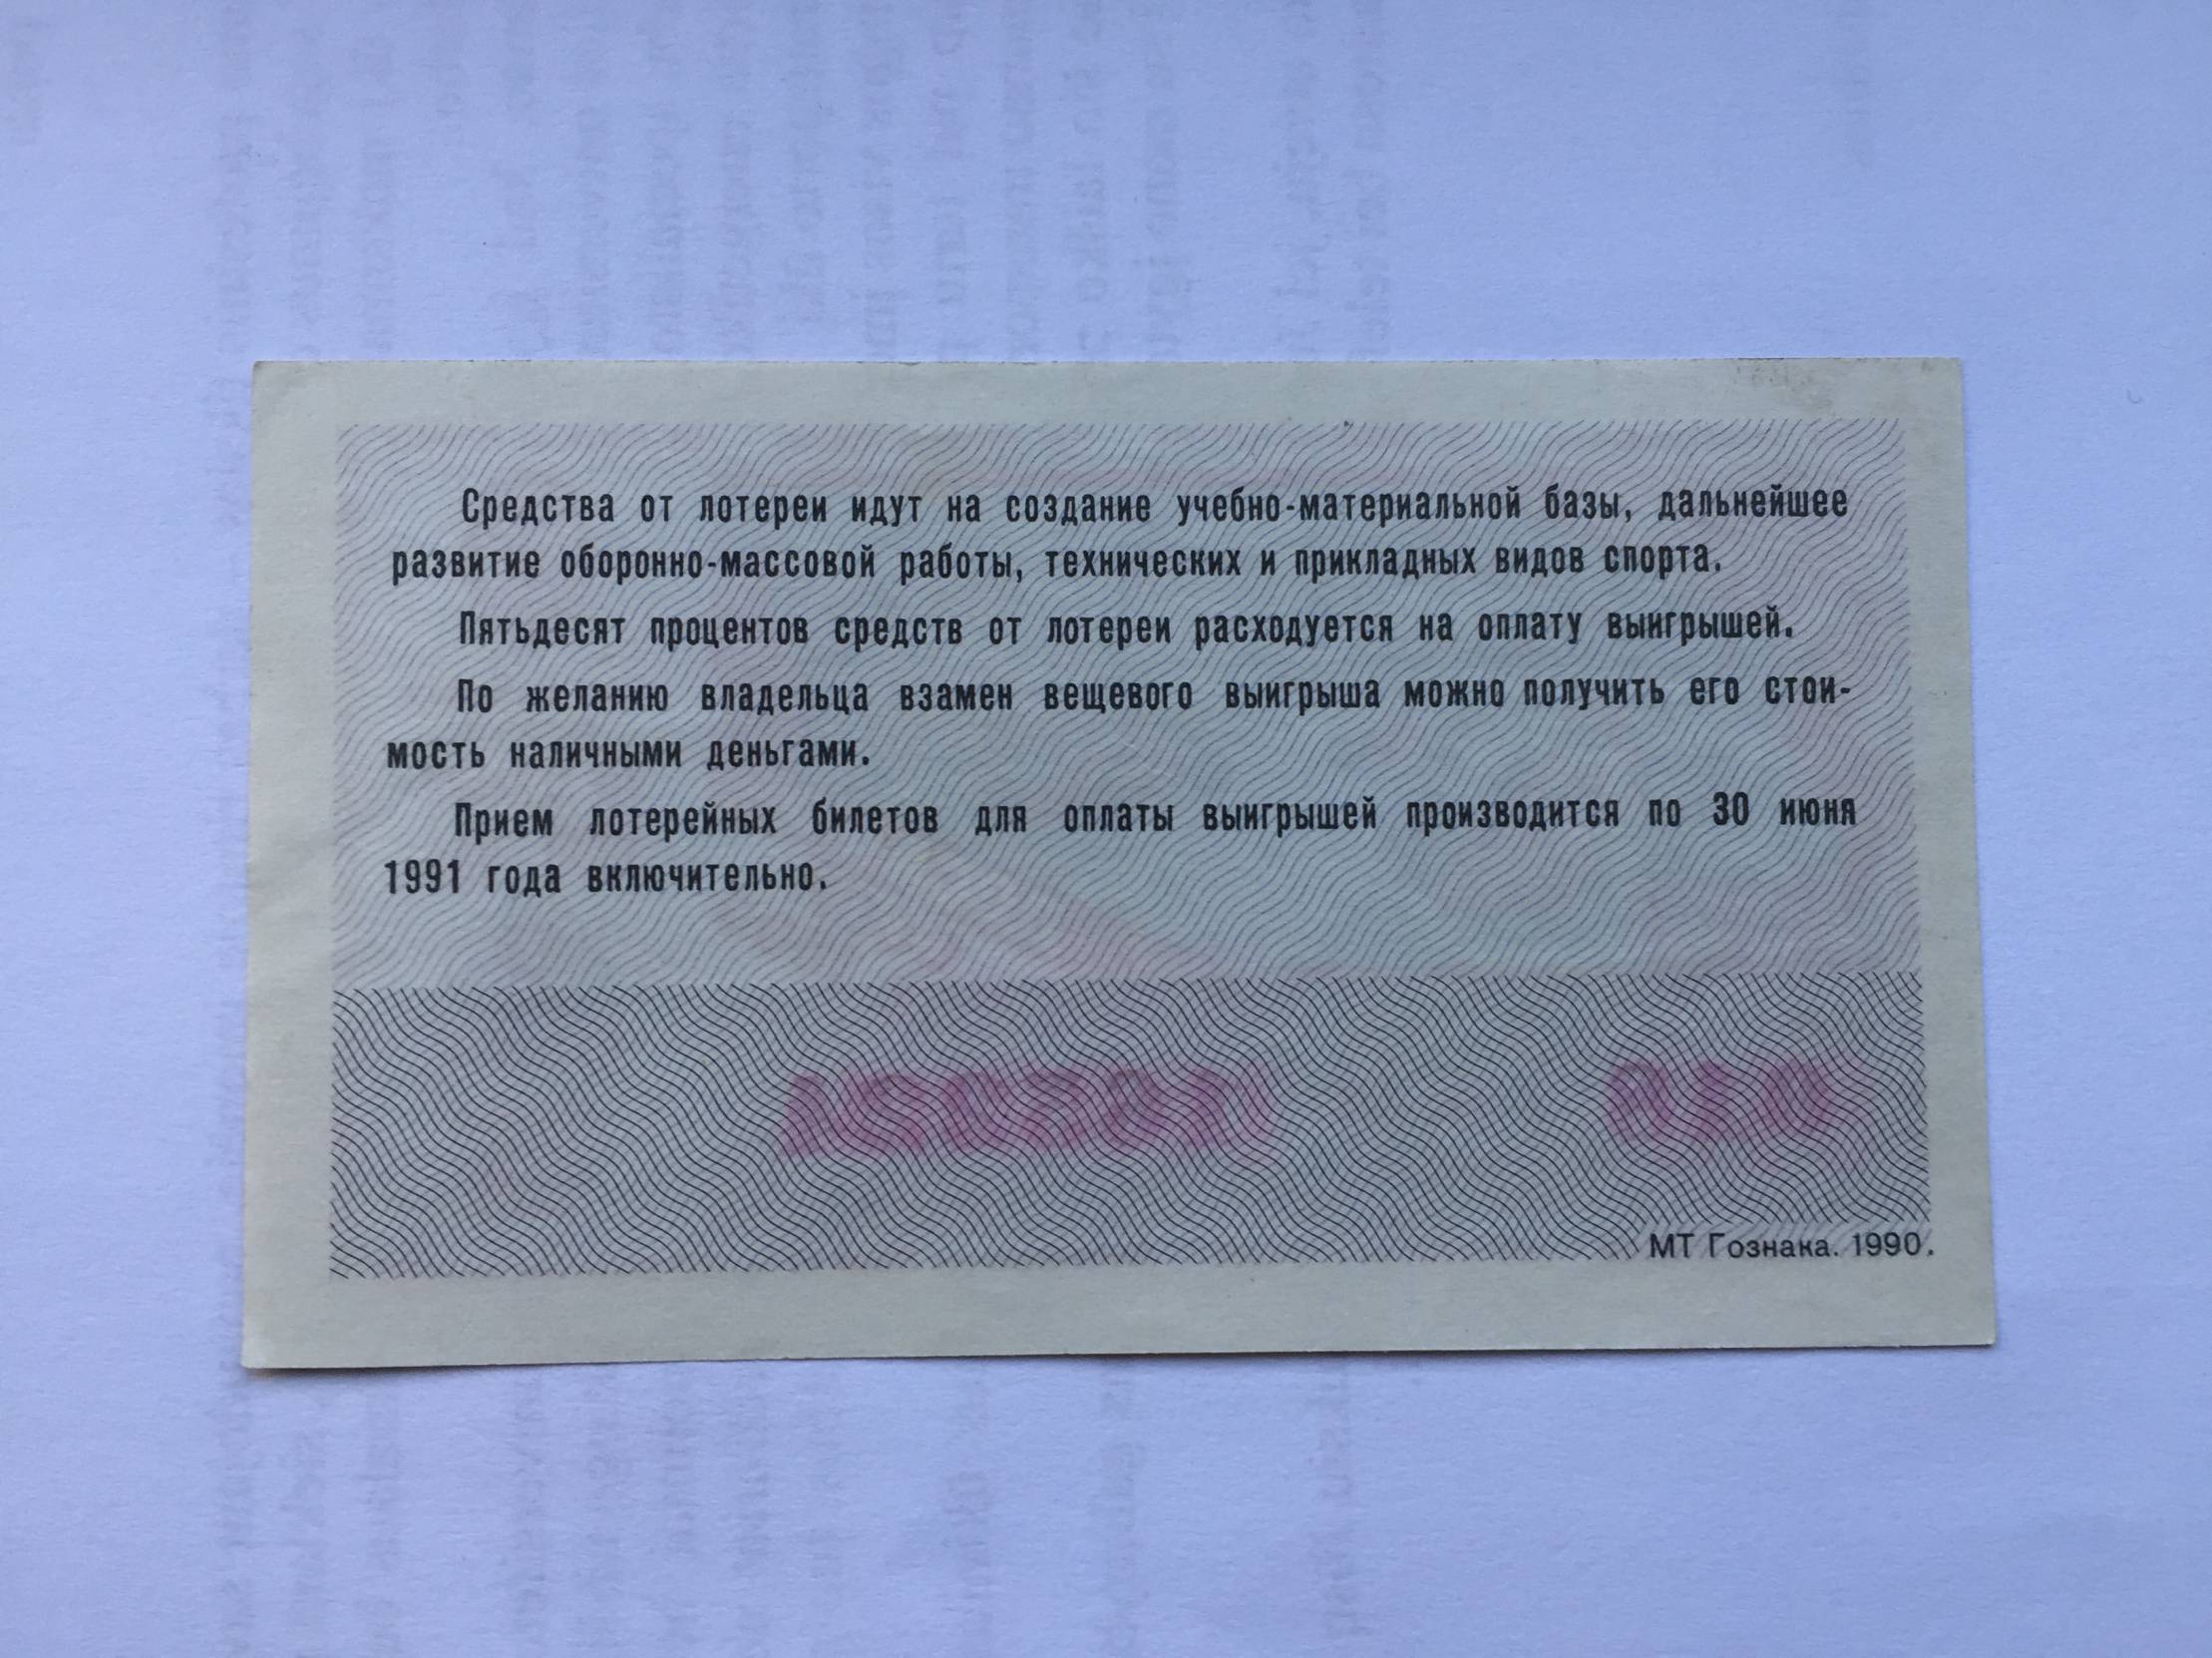 Средства от лотереи идут на создание учебно-материальной базы, дальнейшее
развитие оборонно-массовой работы, технических и прикладных видов спорта.
Пятьдесят процентов средств от лотереи расходуется на оплату выигрышей.
По желанию владельца взамен вещевого выигрыша можно получить его стои-
мость наличными деньгами.
Прием лотерейных билетов для оплаты выигрышей производится по 30 июня
1991 года включительно.
МТ Гознака. 1990.